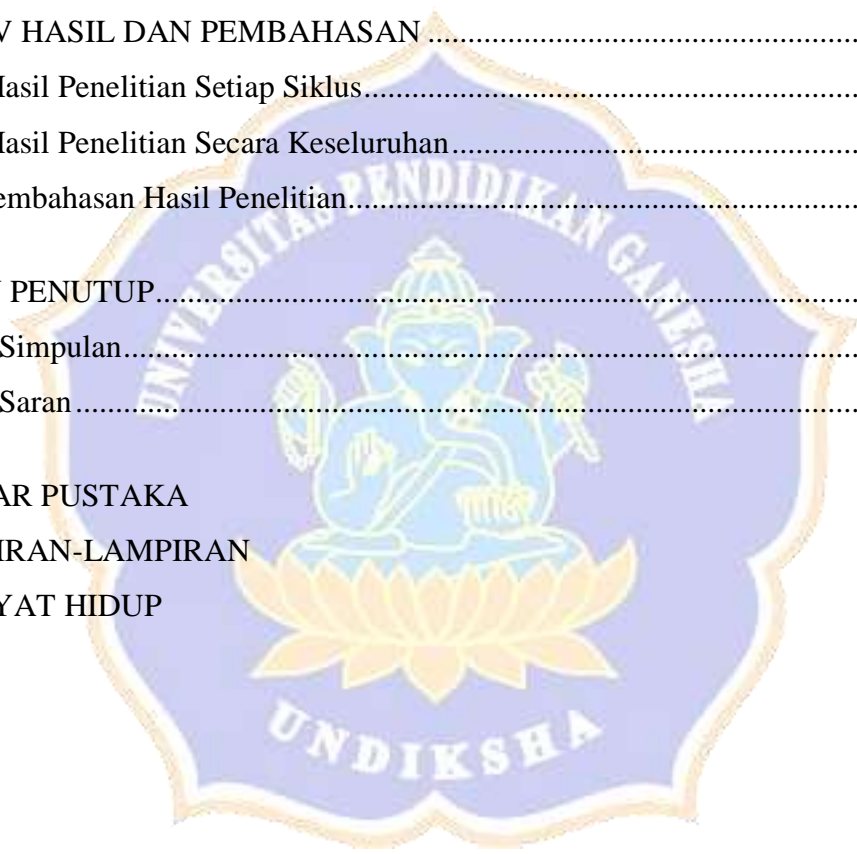 V HASIL DAN PEMBAHASAN ......................................................
Hasil Penelitian Setiap Siklus..............................................................
Hasil Penelitian Secara Keseluruhan...................................................
embahasan Hasil Penelitian................................................................
PENUTUP.........................................................................................
Simpulan.............................................................................................
Saran ...................................................................................................
AR PUSTAKA
IRAN-LAMPIRAN
YAT HIDUP
UNIVERSITAS PENDIDIKAN GANESHA
UNDIKSHA